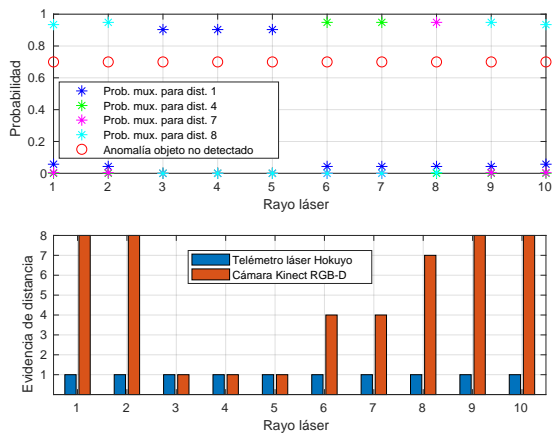 1
0.8
0.6
0.4
0.2
0
Probabilidad
Prob. mux. para dist. 1
Prob. mux. para dist. 4
Prob. mux. para dist. 7
Prob. mux. para dist. 8
Anomalía objeto no detectado
1 2 3 4 5 6 7 8 9 10
Rayo láser
8
7
6
5
4
3
2
1
Evidencia de distancia
Telémetro láser Hokuyo
Cámara Kinect RGB-D
1 2 3 4 5 6 7 8 9 10
Rayo láser